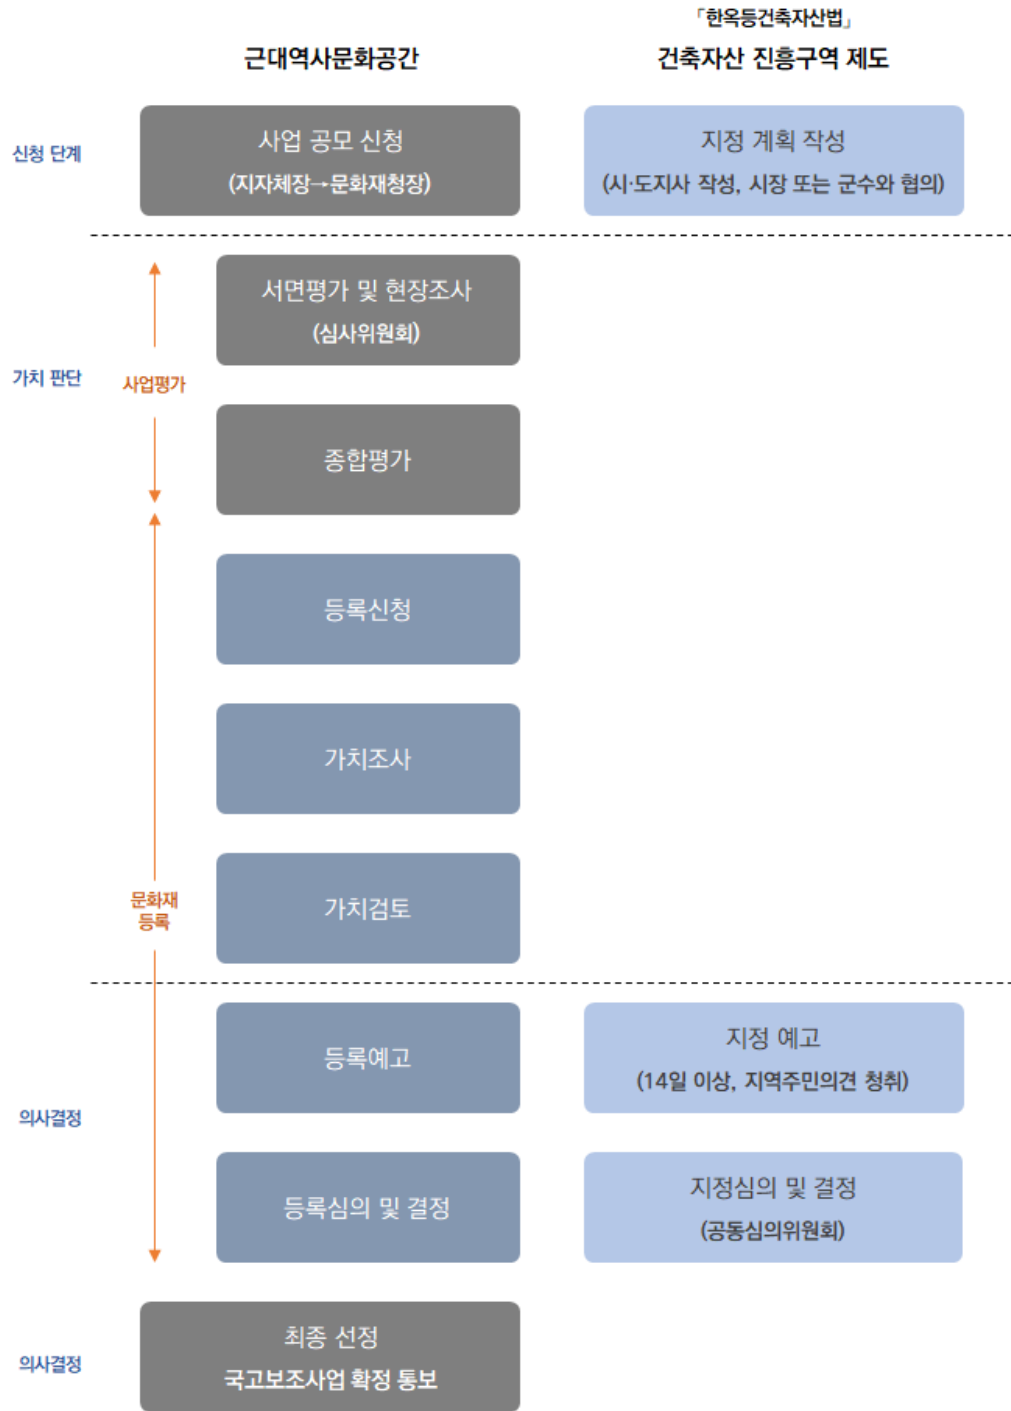 「한옥등건축자산법」
근대역사문화공간
건축자산 진흥구역 제도
신청 단계
사업 공모 신청
(지자체장→문화재청장)
지정 계획 작성
(시·도지사 작성, 시장 또는 군수와 협의)
서면평가 및 현장조사
(심사위원회)
가치 판단
사업평가
종합평가
등록신청
가치조사
문화재
등록
가치검토
등록예고
지정 예고
(14일 이상, 지역주민의견 청취)
의사결정
등록심의 및 결정
지정심의 및 결정
(공동심의위원회)
의사결정
최종 선정
국고보조사업 확정 통보